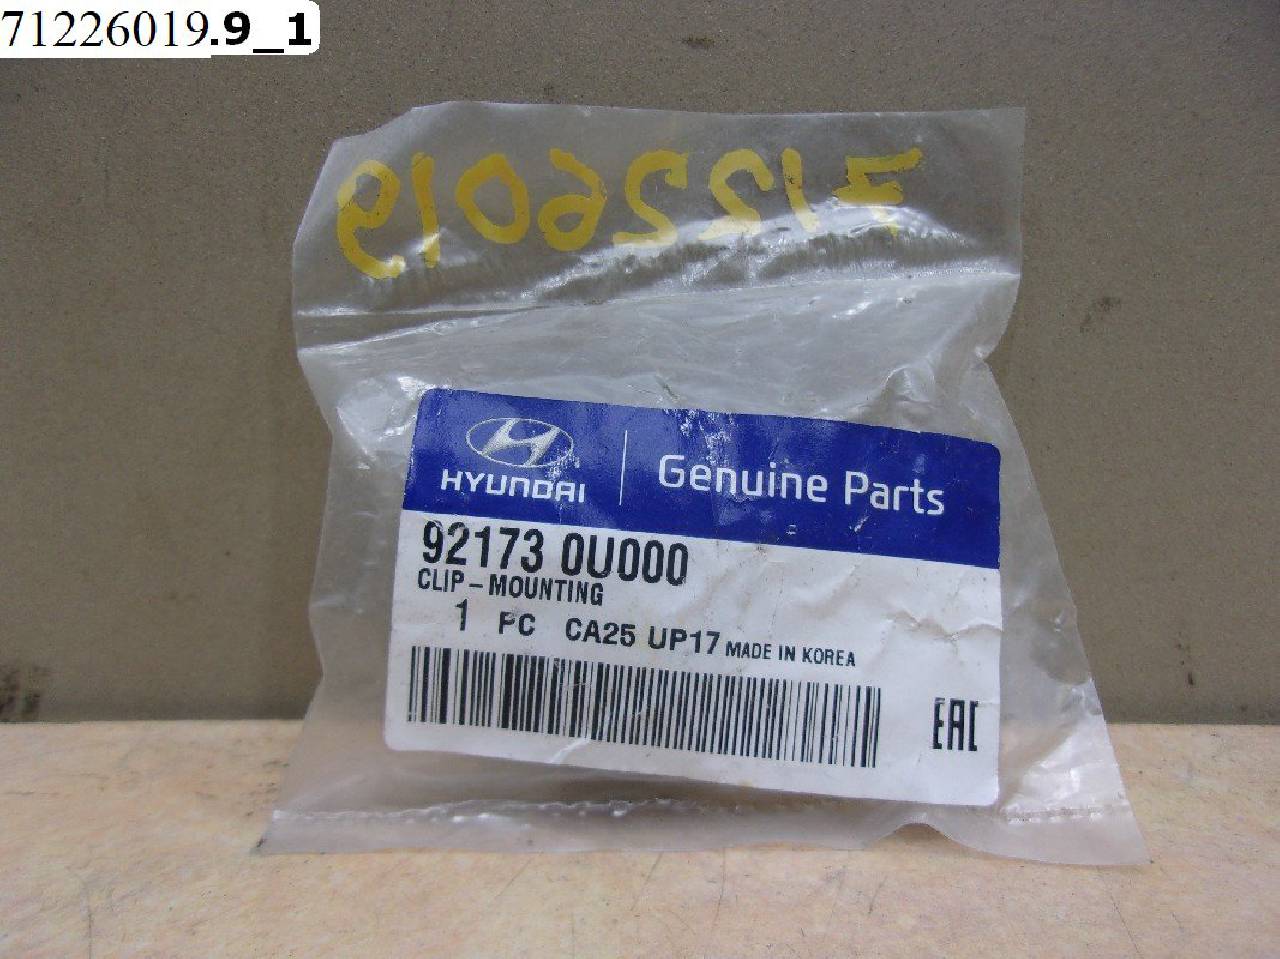 71226019.9_1
71226019
HYUNDAI
Genuine Parts
92173 0U000
CLIP-MOUNTING
1 PC CA25 UP17 MADE IN KOREA
EAC